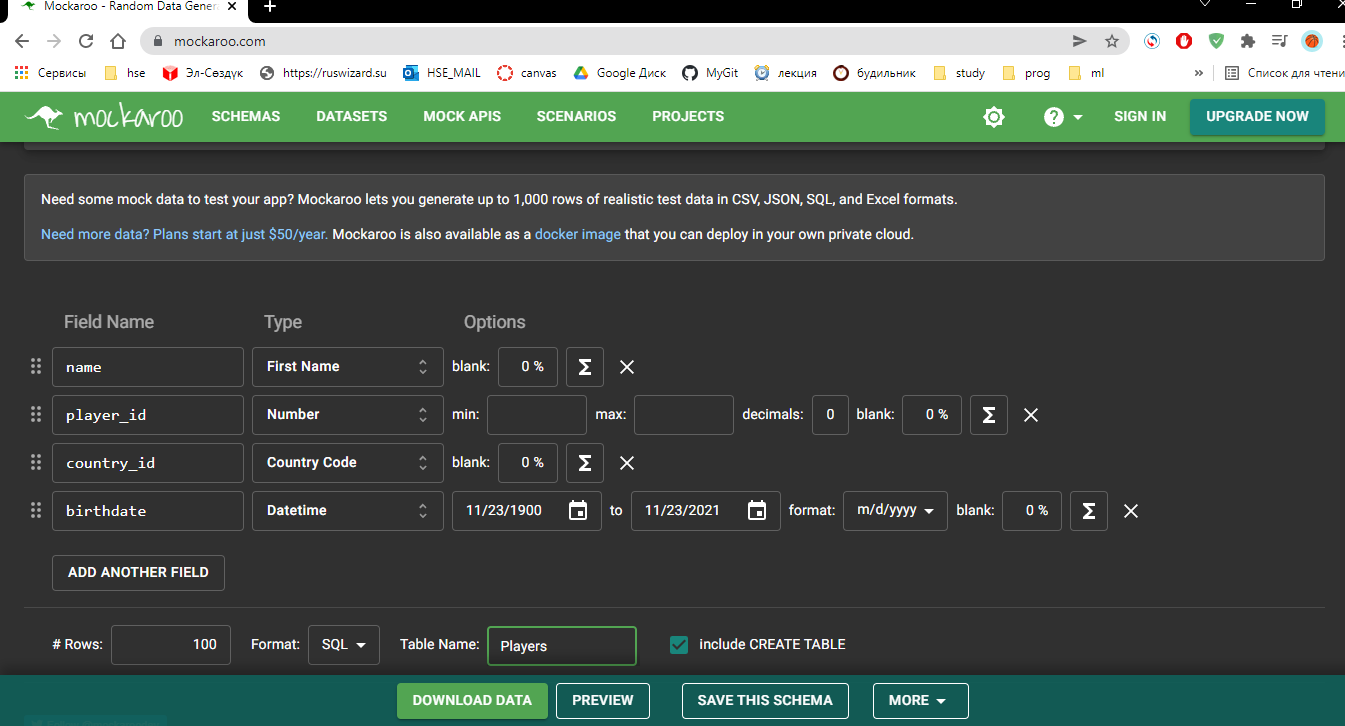 Mockaroo - Random Data Gener
mockaroo.com
Сервисы hse Эл-Сөздүк https://ruswizard.su HSE_MAIL canvas Google Диск MyGit лекция будильник study prog ml » Список для чтени
mockaroo SCHEMAS DATASETS MOCK APIS SCENARIOS PROJECTS ? SIGN IN UPGRADE NOW
Need some mock data to test your app? Mockaroo lets you generate up to 1,000 rows of realistic test data in CSV, JSON, SQL, and Excel formats.
Need more data? Plans start at just $50/year. Mockaroo is also available as a docker image that you can deploy in your own private cloud.
Field Name Type Options
name First Name blank: 0 % Σ
player_id Number min: max: decimals: 0 blank: 0 % Σ
country_id Country Code blank: 0 % Σ
birthdate Datetime 11/23/1900 to 11/23/2021 format: m/d/yyyy blank: 0 % Σ
ADD ANOTHER FIELD
# Rows: 100 Format: SQL Table Name: Players include CREATE TABLE
DOWNLOAD DATA PREVIEW SAVE THIS SCHEMA MORE